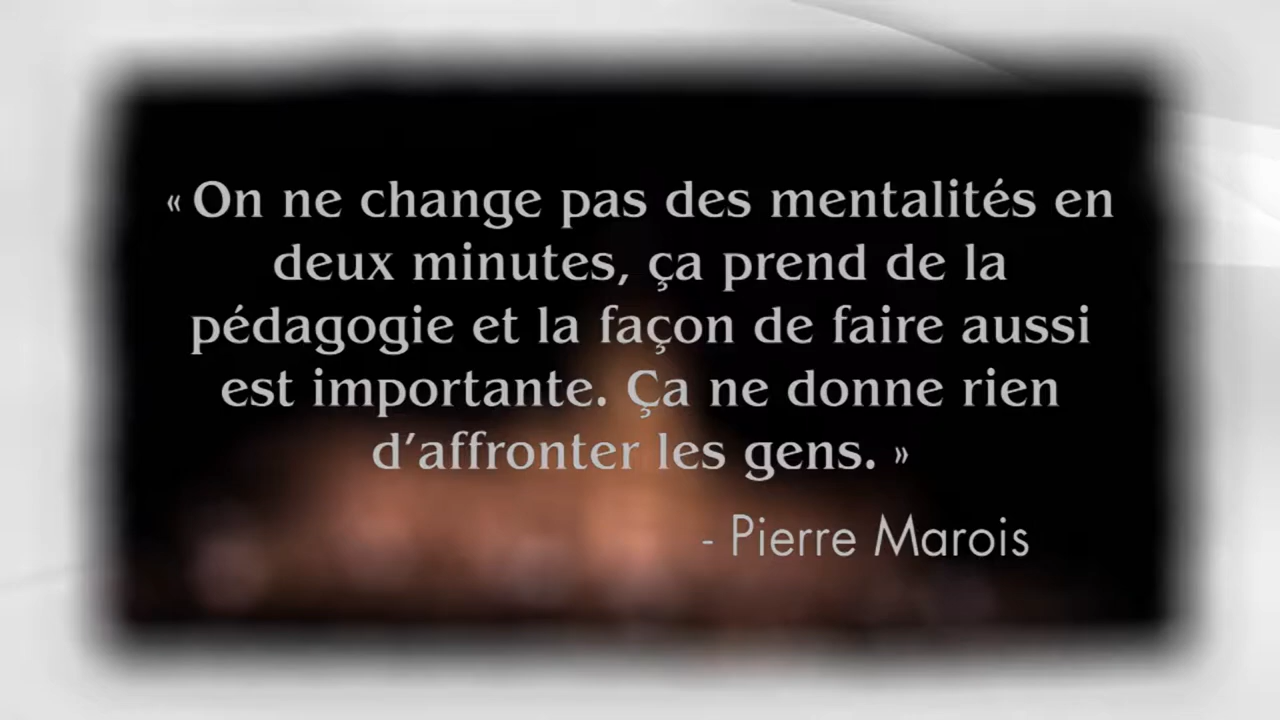 « On ne change pas des mentalités en
deux minutes, ça prend de la
pédagogie et la façon de faire aussi
est importante. Ça ne donne rien
d’affronter les gens. »
- Pierre Marois